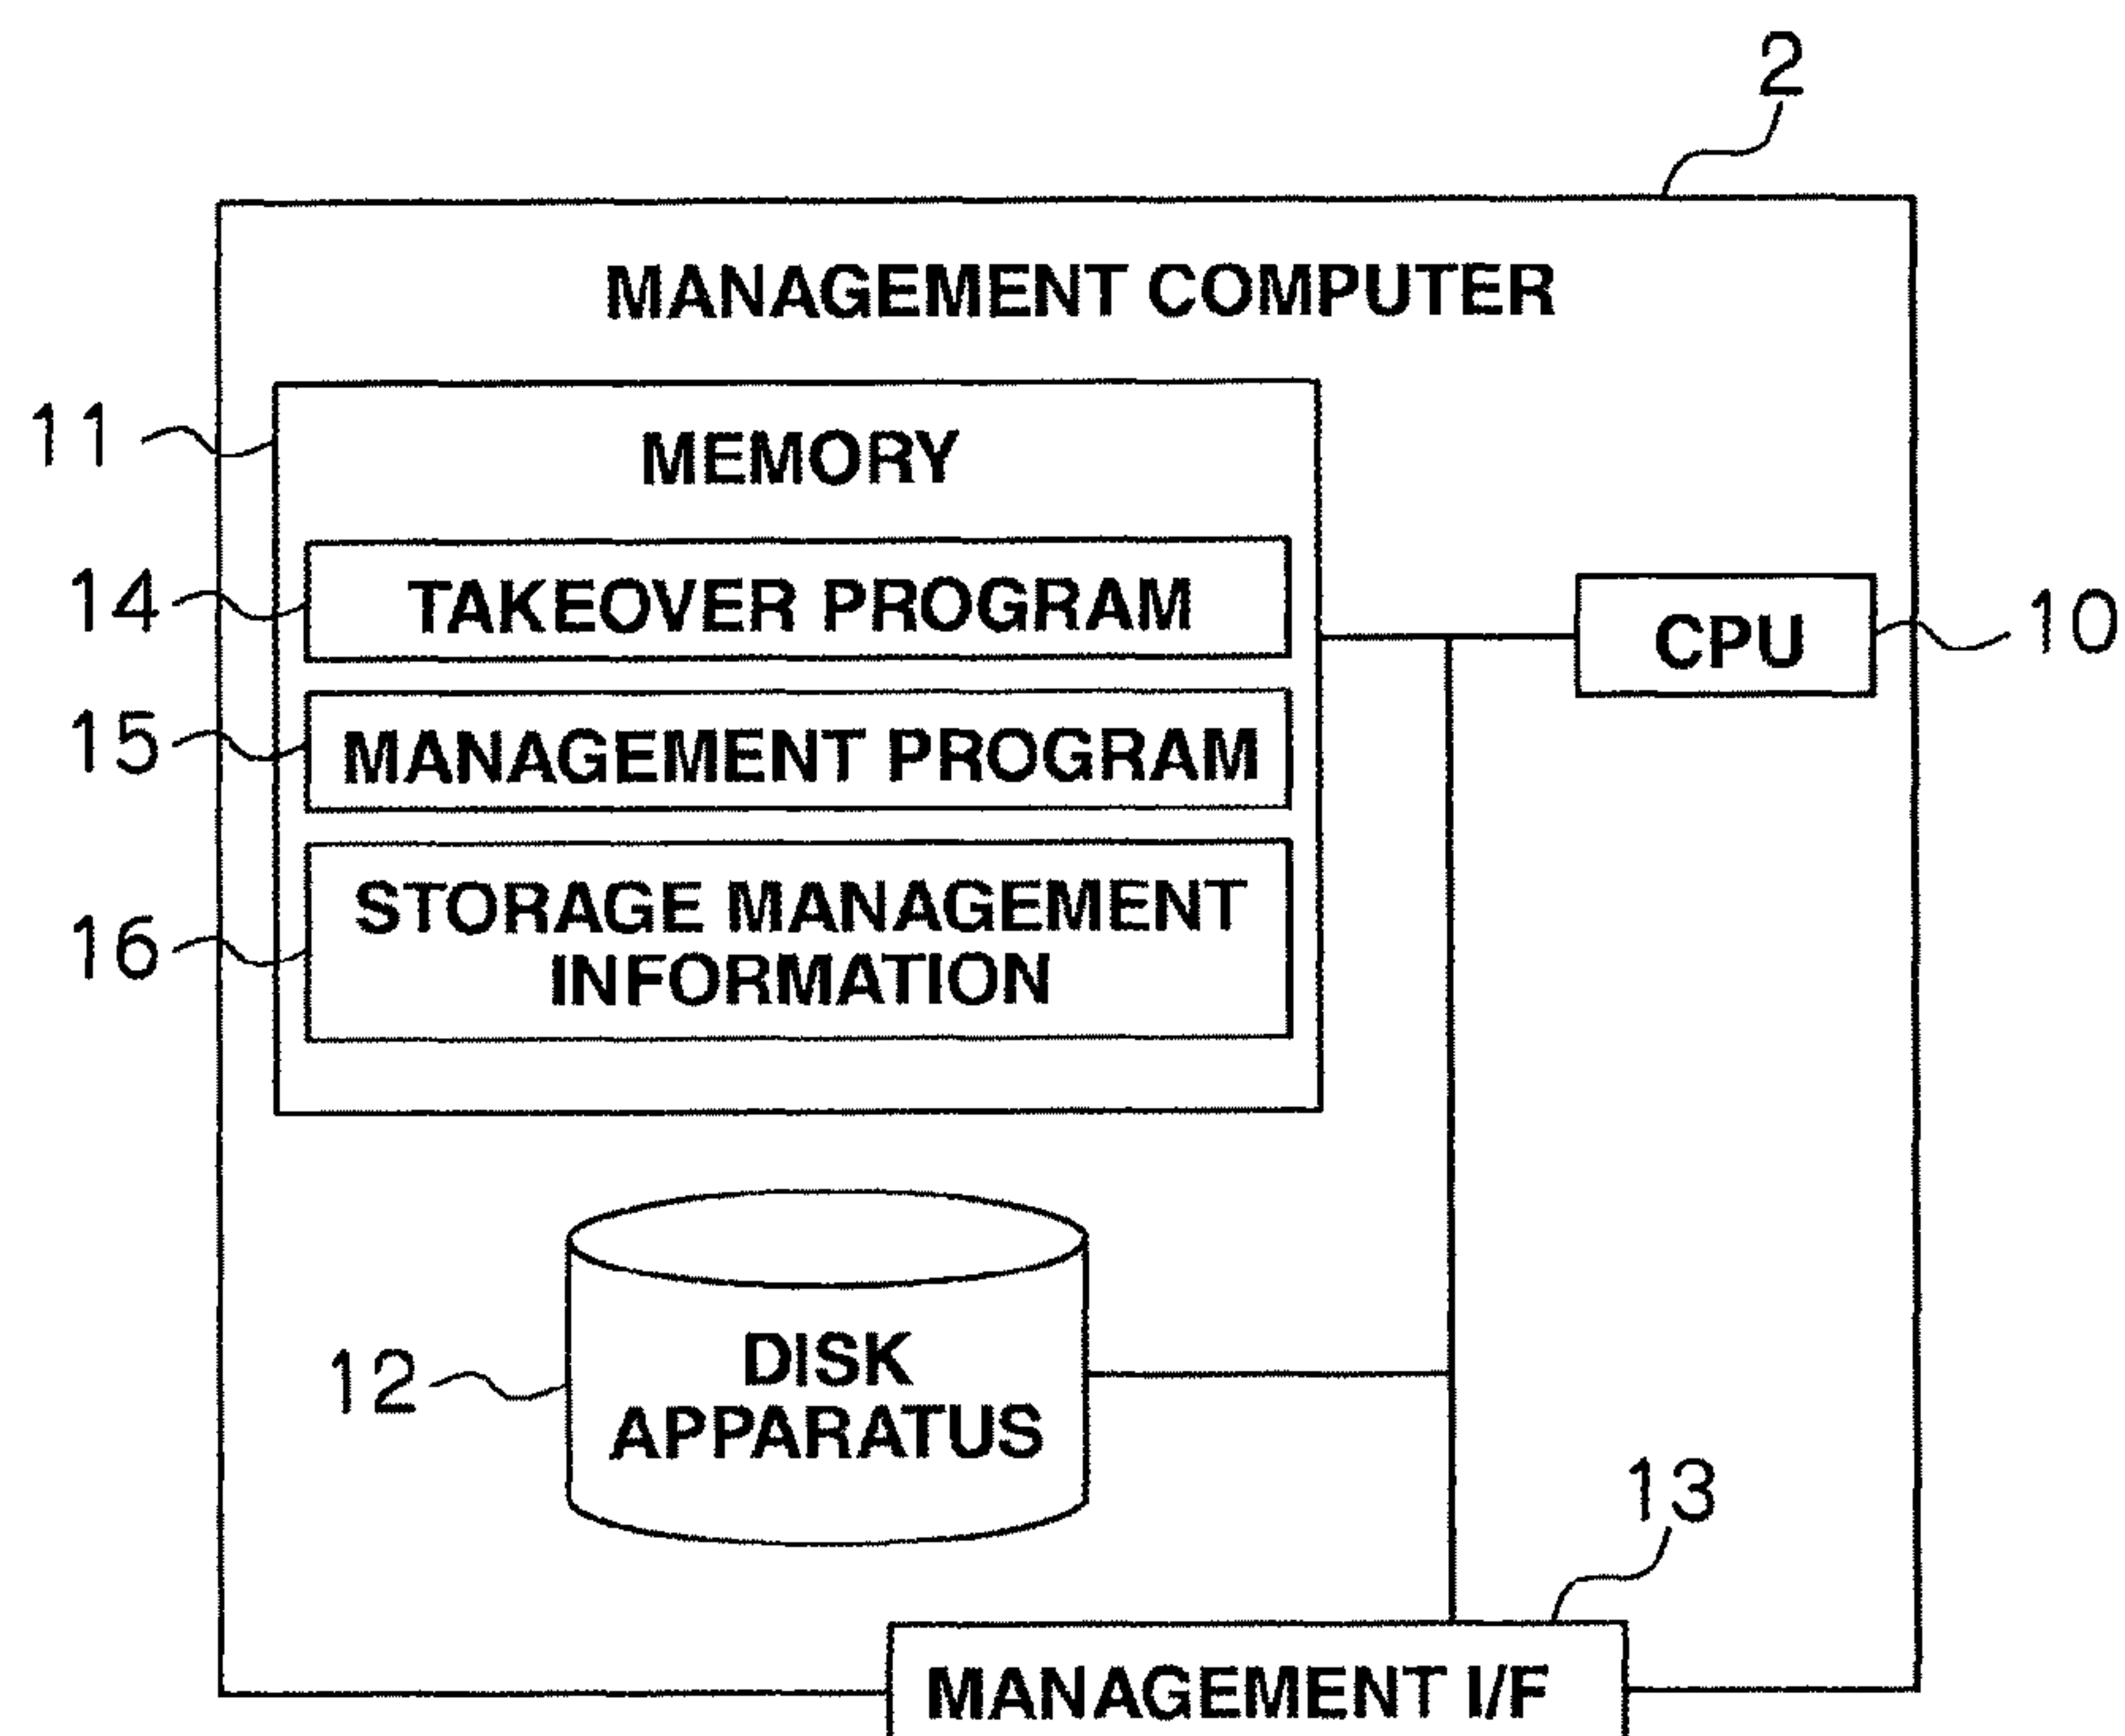 2
MANAGEMENT COMPUTER
11
MEMORY
14
TAKEOVER PROGRAM
CPU
10
15
MANAGEMENT PROGRAM
16
STORAGE MANAGEMENT
INFORMATION
12
DISK
APPARATUS
13
MANAGEMENT I/F